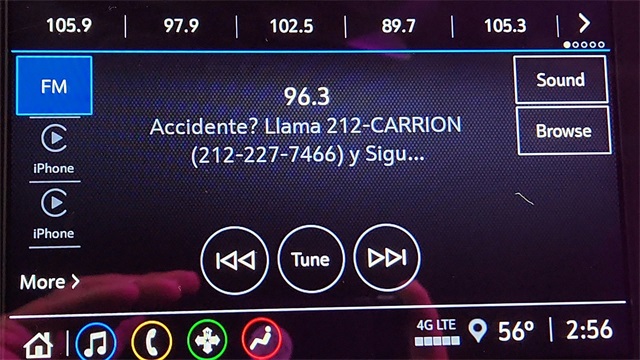 105.9 97.9 102.5 89.7 105.3
FM
96.3
Sound
Accidente? Llama 212-CARRION
(212-227-7466) y Sigu...
Browse
iPhone
iPhone
Tune
More
4G LTE
56° 2:56